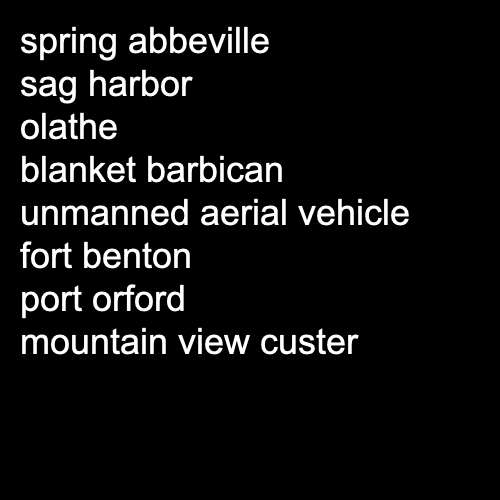 spring abbeville
sag harbor
olathe
blanket barbican
unmanned aerial vehicle
fort benton
port orford
mountain view custer